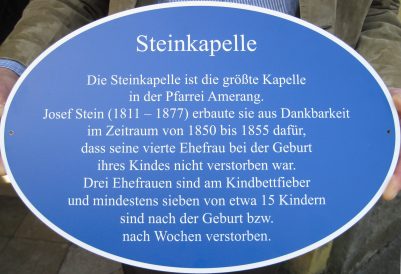 Steinkapelle
Die Steinkapelle ist die größte Kapelle
in der Pfarrei Amerang.
Josef Stein (1811 – 1877) erbaute sie aus Dankbarkeit
im Zeitraum von 1850 bis 1855 dafür,
dass seine vierte Ehefrau bei der Geburt
ihres Kindes nicht verstorben war.
Drei Ehefrauen sind am Kindbettfieber
und mindestens sieben von etwa 15 Kindern
sind nach der Geburt bzw.
nach Wochen verstorben.